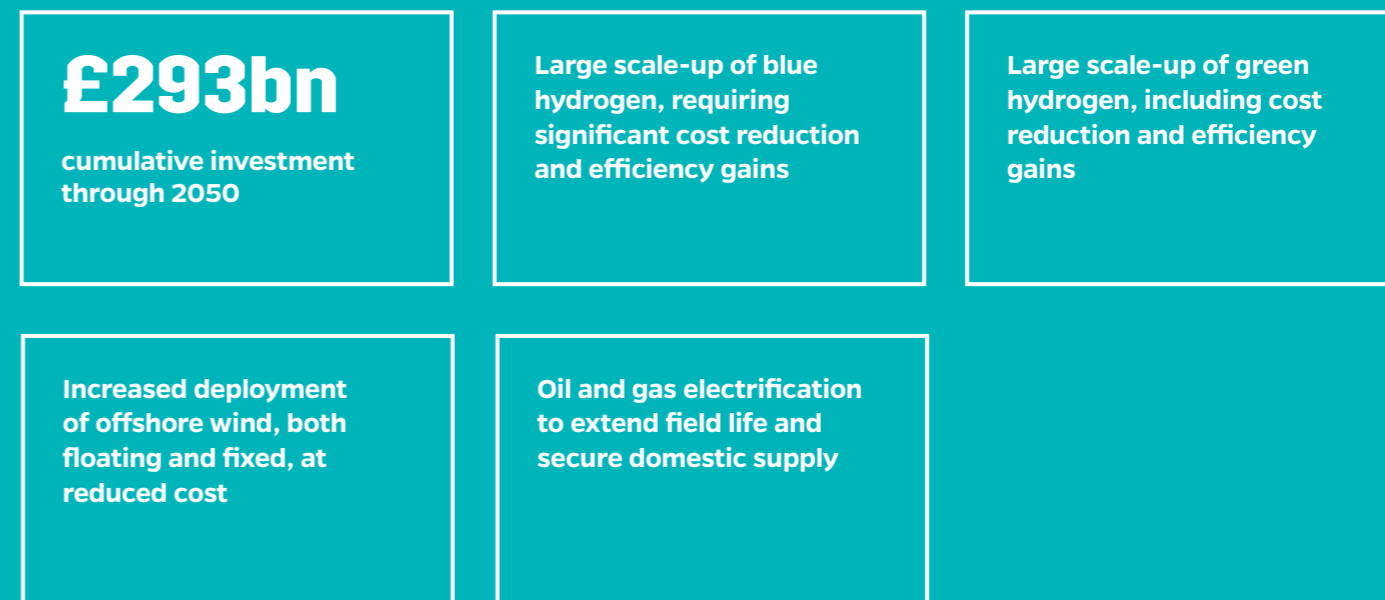 £293bn
cumulative investment
through 2050
Large scale-up of blue
hydrogen, requiring
significant cost reduction
and efficiency gains
Large scale-up of green
hydrogen, including cost
reduction and efficiency
gains
Increased deployment
of offshore wind, both
floating and fixed, at
reduced cost
Oil and gas electrification
to extend field life and
secure domestic supply